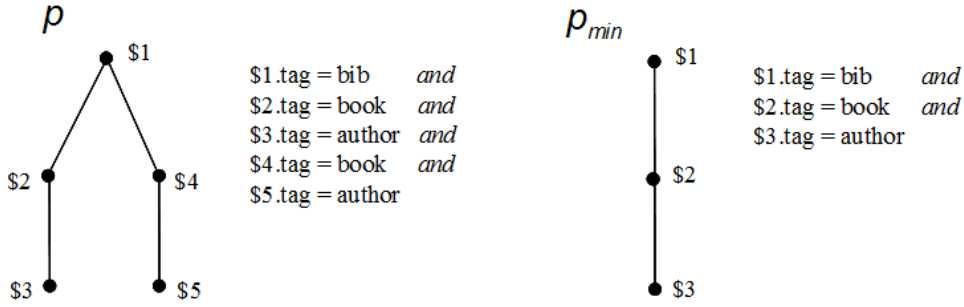 p
$1
$2
$4
$3
$5
$1.tag = bib and
$2.tag = book and
$3.tag = author and
$4.tag = book and
$5.tag = author
p min
$1
$2
$3
$1.tag = bib and
$2.tag = book and
$3.tag = author